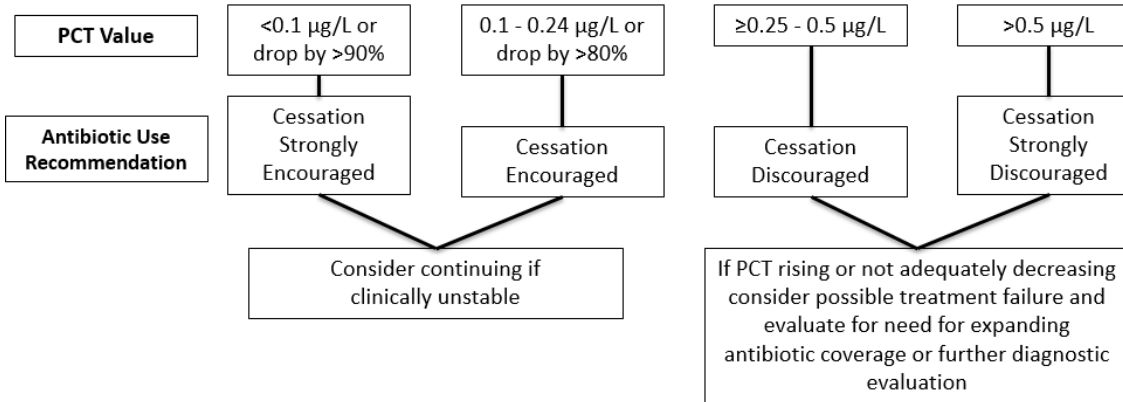 PCT Value
<0.1 µg/L or
drop by >90%
0.1 - 0.24 µg/L or
drop by >80%
≥0.25 - 0.5 µg/L
>0.5 µg/L
Antibiotic Use
Recommendation
Cessation
Strongly
Encouraged
Cessation
Encouraged
Cessation
Discouraged
Cessation
Strongly
Discouraged
Consider continuing if
clinically unstable
If PCT rising or not adequately decreasing
consider possible treatment failure and
evaluate for need for expanding
antibiotic coverage or further diagnostic
evaluation